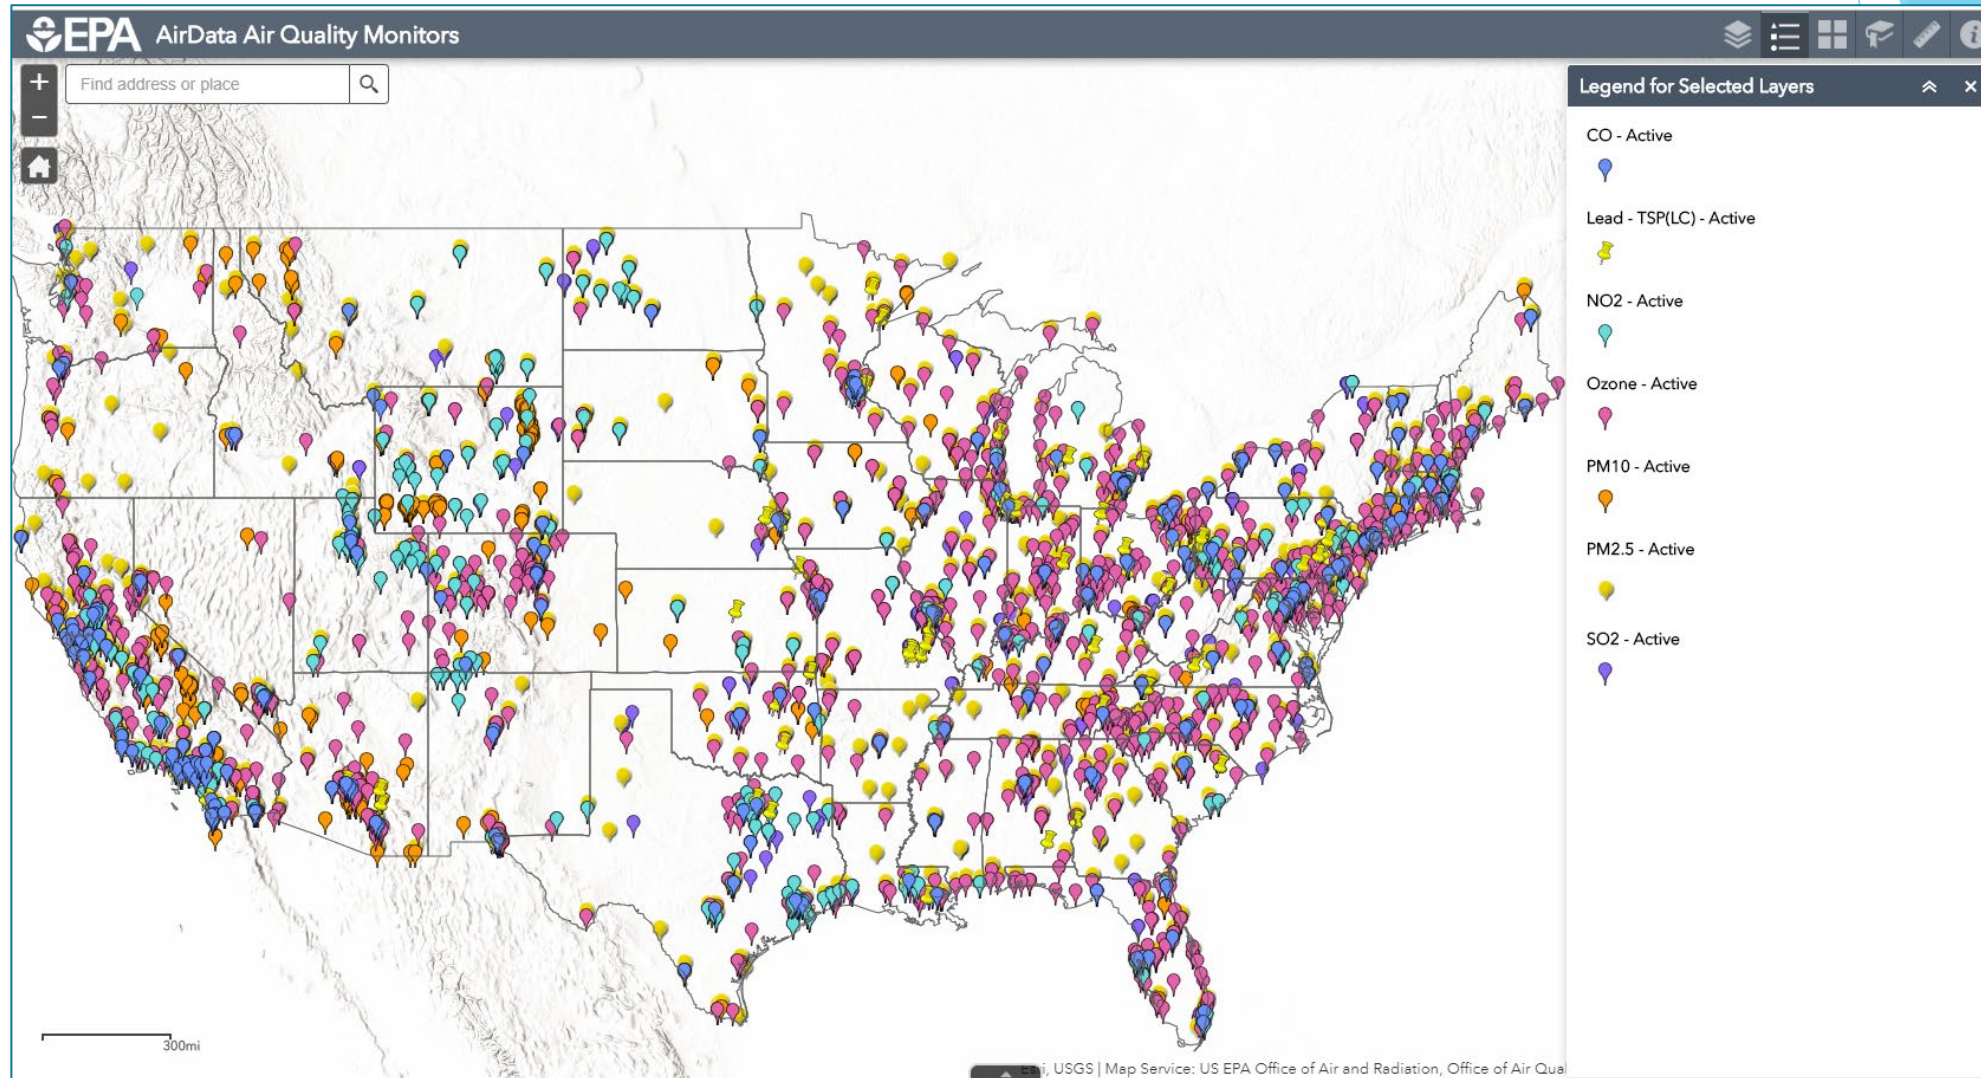 EPA AirData Air Quality Monitors
+
Find address or place
−
Legend for Selected Layers
CO - Active
Lead - TSP(LC) - Active
NO2 - Active
Ozone - Active
PM10 - Active
PM2.5 - Active
SO2 - Active
300mi
USGS | Map Service: US EPA Office of Air and Radiation, Office of Air Qua